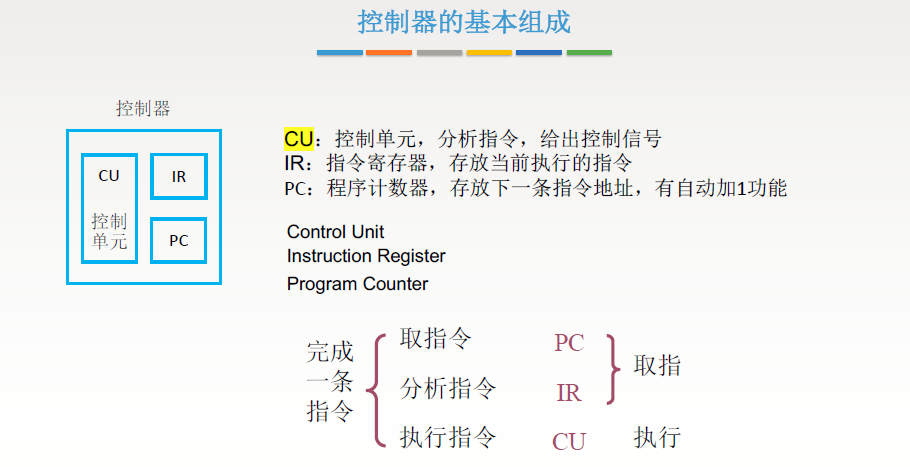 控制器的基本组成
控制器
CU
控制
单元
IR
PC
CU：控制单元，分析指令，给出控制信号
IR：指令寄存器，存放当前执行的指令
PC：程序计数器，存放下一条指令地址，有自动加1功能
Control Unit
Instruction Register
Program Counter
完成
一条
指令
取指令 PC
分析指令 IR
取指
执行指令 CU 执行